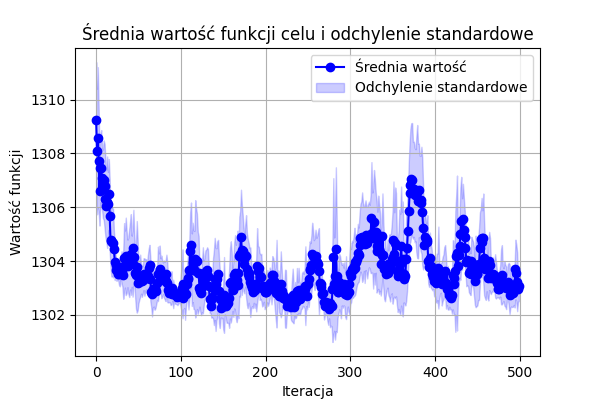 Średnia wartość funkcji celu i odchylenie standardowe
Średnia wartość
Odchylenie standardowe
Wartość funkcji
1310
1308
1306
1304
1302
0 100 200 300 400 500
Iteracja